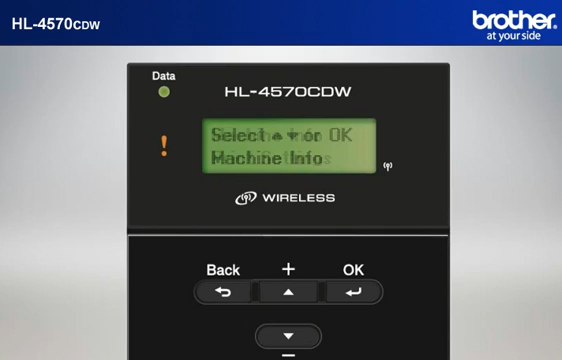 HL-4570CDW
brother
at your side
Data
HL-4570CDW
Select ▲▼ or OK
Machine Info
WIRELESS
Back + OK
−